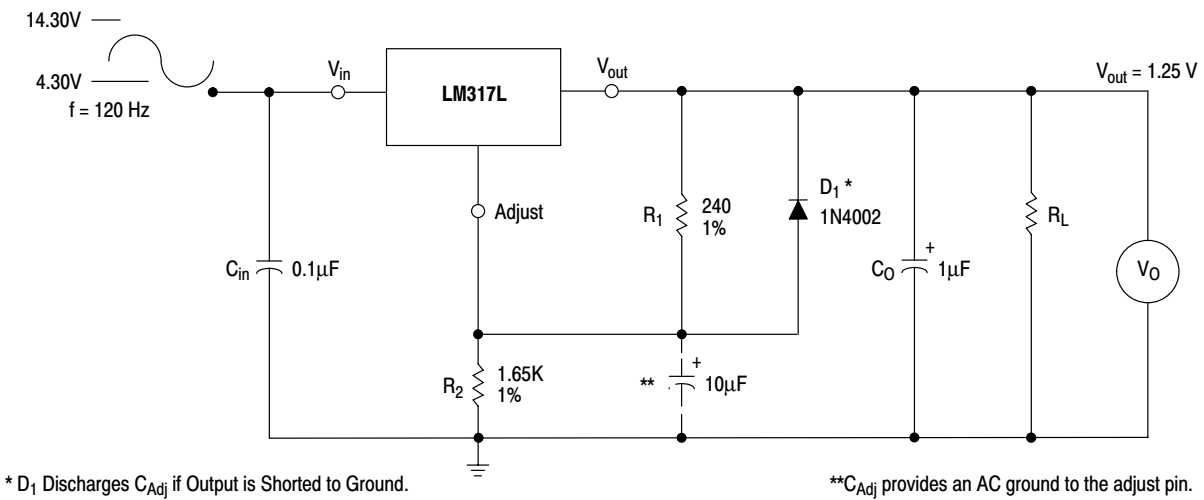 14.30V
4.30V
f = 120 Hz
Vin
LM317L
Vout
Vout = 1.25 V
Adjust
Cin
0.1µF
R1
240
1%
D1 *
1N4002
CO
+
1µF
RL
VO
R2
1.65K
1%
**
+
10µF
* D1 Discharges CAdj if Output is Shorted to Ground.
**CAdj provides an AC ground to the adjust pin.